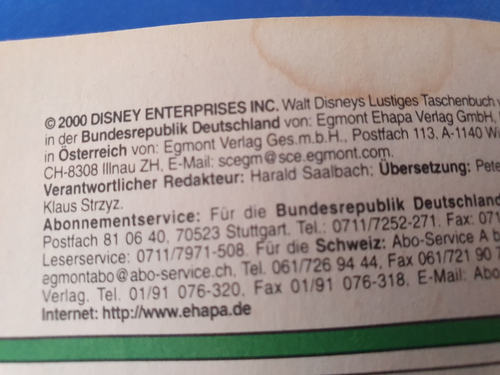 © 2000 DISNEY ENTERPRISES INC. Walt Disneys Lustiges Taschenbuch
in der Bundesrepublik Deutschland von: Egmont Ehapa Verlag GmbH,
in Österreich von: Egmont Verlag Ges.m.b.H., Postfach 113, A-1140
CH-8308 Illnau ZH, E-Mail: scegm@sce.egmont.com.
Verantwortlicher Redakteur: Harald Saalbach; Übersetzung:
Klaus Strzyz.
Abonnementservice: Für die Bundesrepublik Deutschland
Postfach 81 06 40, 70523 Stuttgart. Tel.: 0711/7252-271. Fax:
Leserservice: 0711/7971-508. Für die Schweiz: Abo-Service
egmontabo@abo-service.ch, Tel. 061/726 94 44, Fax 061/721 90
Verlag. Tel. 01/91 076-320, Fax 01/91 076-318. E-Mail:
Internet: http://www.ehapa.de